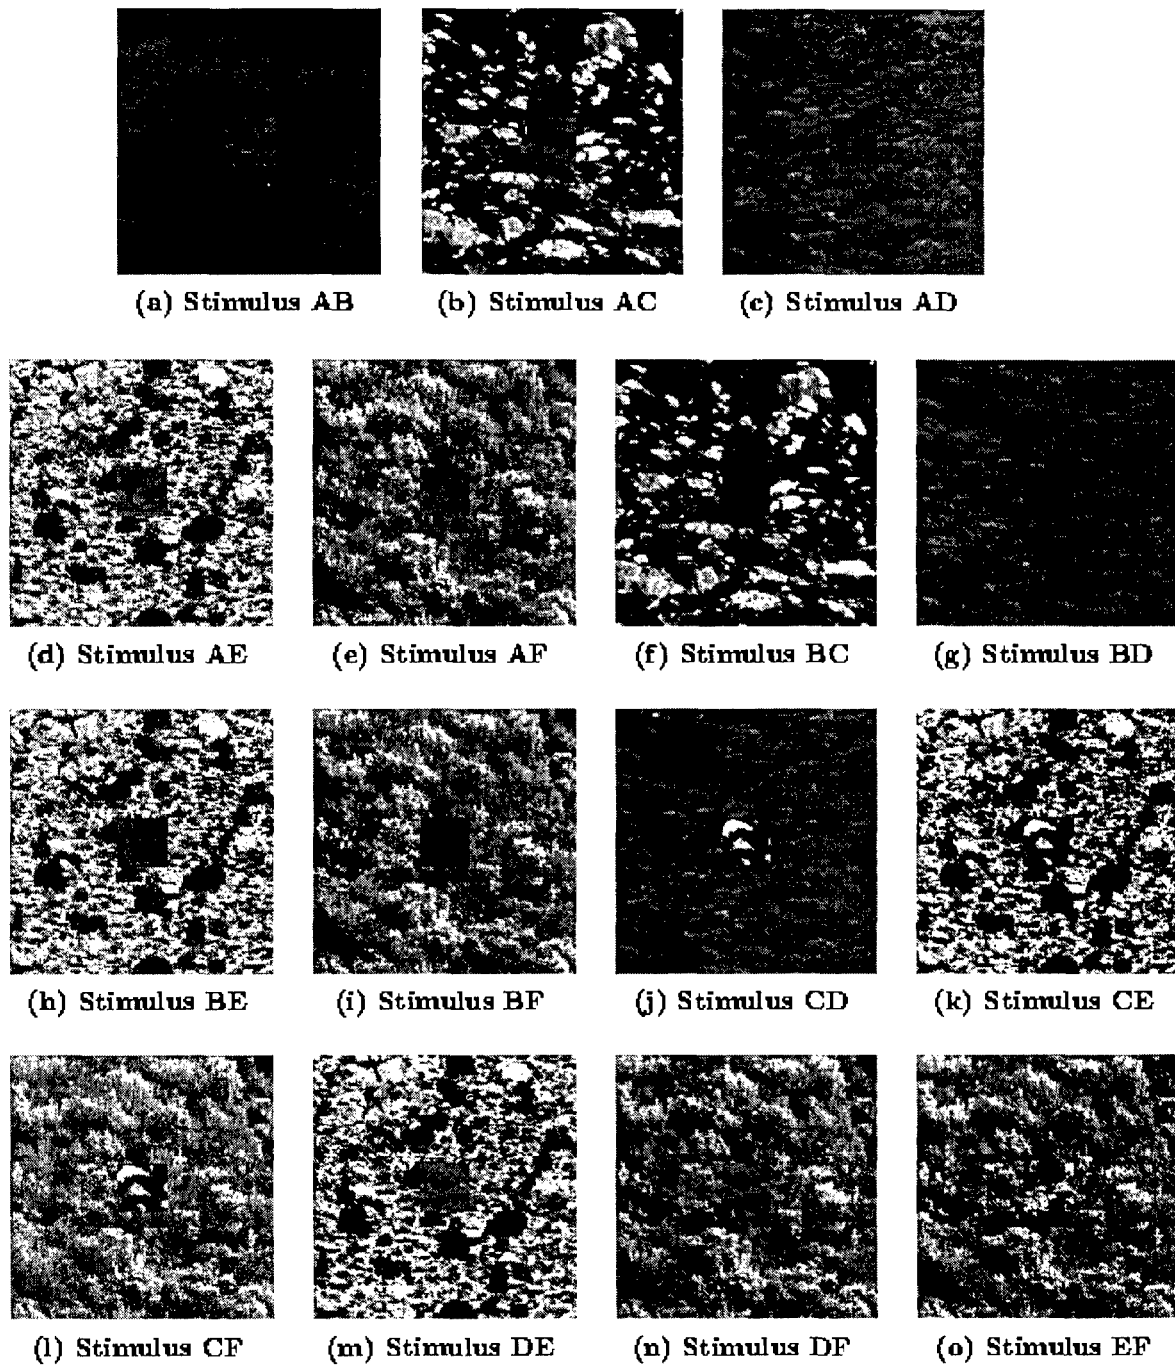 (a) Stimulus AB (b) Stimulus AC (c) Stimulus AD
(d) Stimulus AE (e) Stimulus AF (f) Stimulus BC (g) Stimulus BD
(h) Stimulus BE (i) Stimulus BF (j) Stimulus CD (k) Stimulus CE
(l) Stimulus CF (m) Stimulus DE (n) Stimulus DF (o) Stimulus EF